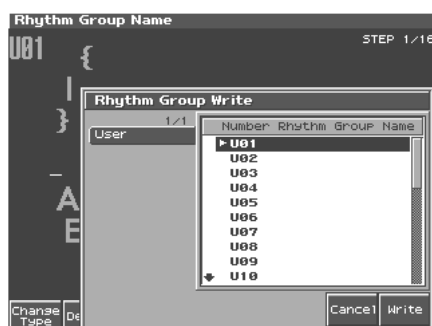 Rhythm Group Name
U01 {
STEP 1/16
|
}
Rhythm Group Write
1/1
User
Number Rhythm Group Name
U01
U02
U03
U04
U05
U06
U07
U08
U09
U10
_
A
E
Change Type
De
Cancel
Write